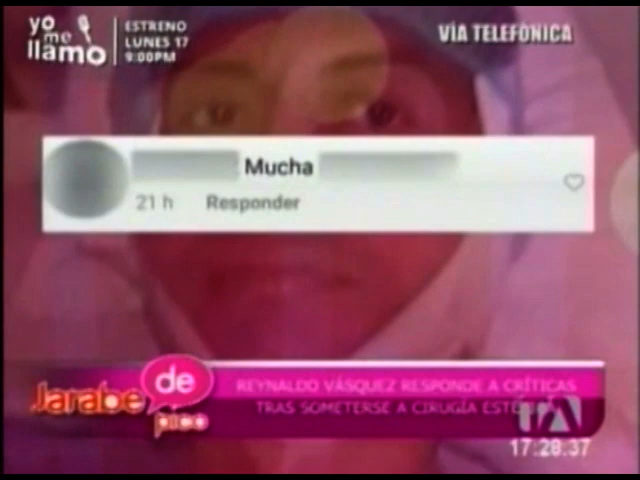 yo me llamo
ESTRENO
LUNES 17
9:00PM
VÍA TELEFÓNICA
Mucha
21 h Responder
Jarabe de pico
REYNALDO VÁSQUEZ RESPONDE A CRÍTICAS
TRAS SOMETERSE A CIRUGÍA
17:28:37